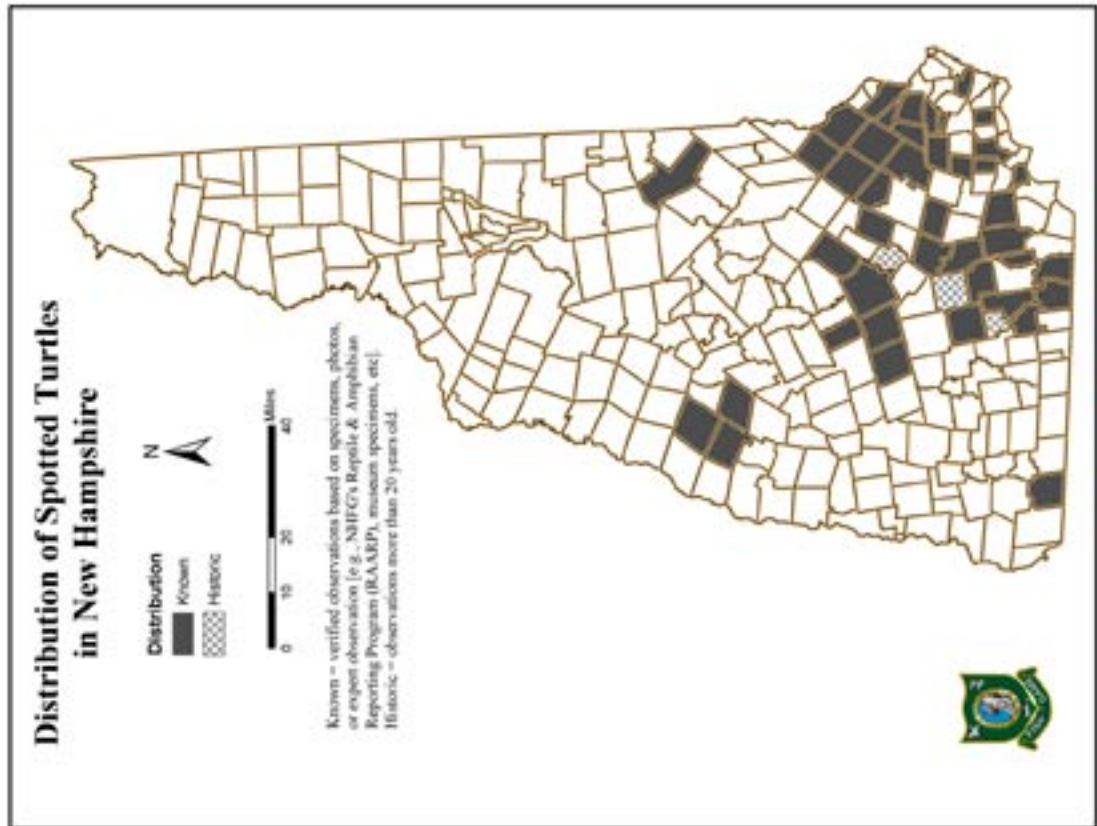 Distribution of Spotted Turtles
in New Hampshire
N
Distribution
Known
Historic
0 10 20 40
Miles
Known = verified observations based on specimens, photos,
or expert observation [e.g., NHFG's Reptile & Amphibian
Reporting Program (RAARP), museum specimens, etc].
Historic = observations more than 20 years old.